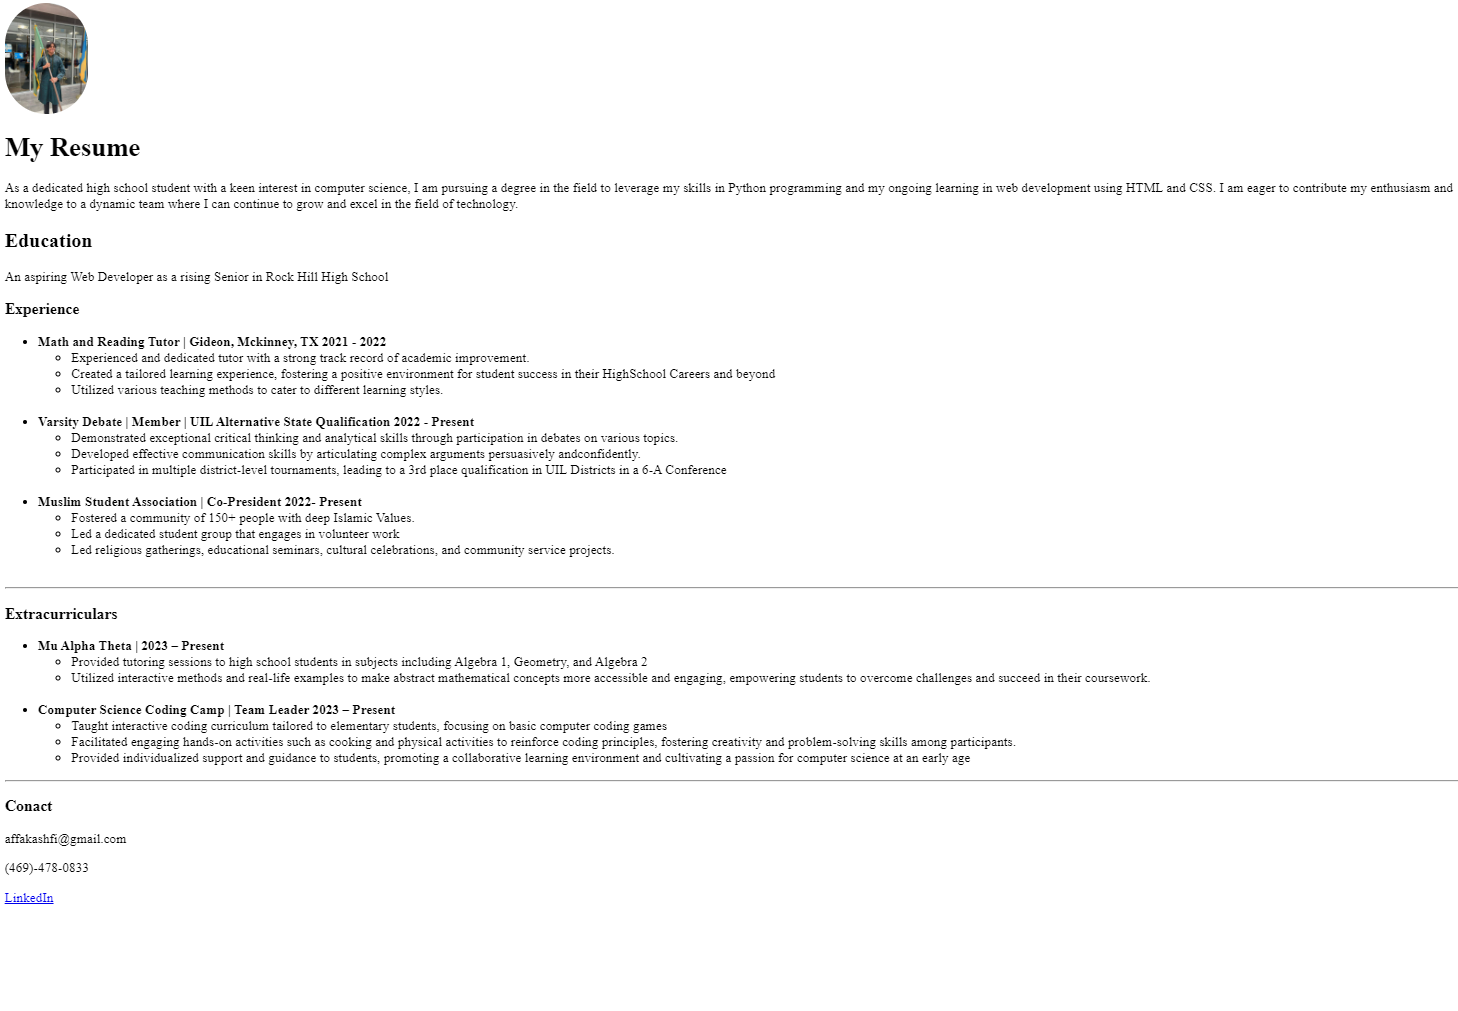 My Resume
As a dedicated high school student with a keen interest in computer science, I am pursuing a degree in the field to leverage my skills in Python programming and my ongoing learning in web development using HTML and CSS. I am eager to contribute my enthusiasm and
knowledge to a dynamic team where I can continue to grow and excel in the field of technology.
Education
An aspiring Web Developer as a rising Senior in Rock Hill High School
Experience
Math and Reading Tutor | Gideon, Mckinney, TX 2021 - 2022
Experienced and dedicated tutor with a strong track record of academic improvement.
Created a tailored learning experience, fostering a positive environment for student success in their HighSchool Careers and beyond
Utilized various teaching methods to cater to different learning styles.
Varsity Debate | Member | UIL Alternative State Qualification 2022 - Present
Demonstrated exceptional critical thinking and analytical skills through participation in debates on various topics.
Developed effective communication skills by articulating complex arguments persuasively andconfidently.
Participated in multiple district-level tournaments, leading to a 3rd place qualification in UIL Districts in a 6-A Conference
Muslim Student Association | Co-President 2022- Present
Fostered a community of 150+ people with deep Islamic Values.
Led a dedicated student group that engages in volunteer work
Led religious gatherings, educational seminars, cultural celebrations, and community service projects.
Extracurriculars
Mu Alpha Theta | 2023 – Present
Provided tutoring sessions to high school students in subjects including Algebra 1, Geometry, and Algebra 2
Utilized interactive methods and real-life examples to make abstract mathematical concepts more accessible and engaging, empowering students to overcome challenges and succeed in their coursework.
Computer Science Coding Camp | Team Leader 2023 – Present
Taught interactive coding curriculum tailored to elementary students, focusing on basic computer coding games
Facilitated engaging hands-on activities such as cooking and physical activities to reinforce coding principles, fostering creativity and problem-solving skills among participants.
Provided individualized support and guidance to students, promoting a collaborative learning environment and cultivating a passion for computer science at an early age
Conact
affakashfi@gmail.com
(469)-478-0833
LinkedIn